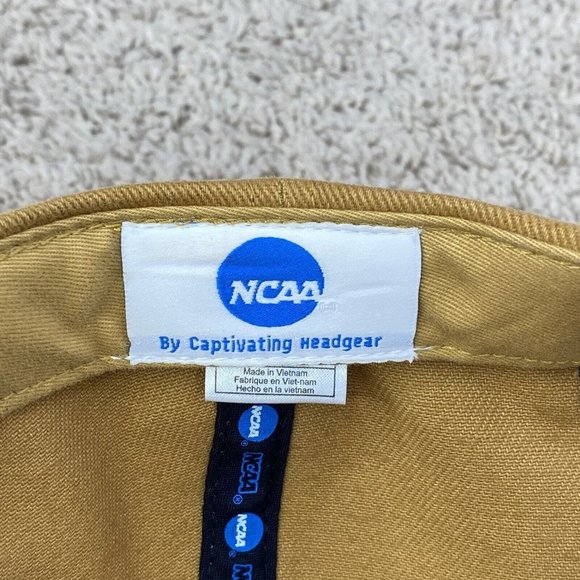 NCAA
By Captivating Headgear
Made in Vietnam
Fabrique en Viet-nam
Hecho en la vietnam
NCAA
NCAA®
NCAA®